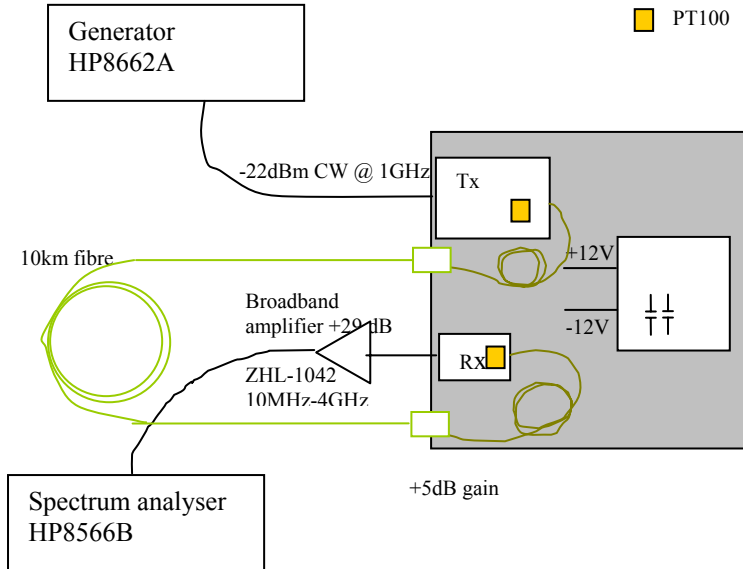 Generator
HP8662A
PT100
-22dBm CW @ 1GHz
Tx
+12V
10km fibre
Broadband
amplifier +29 dB
-12V
Rx
ZHL-1042
10MHz-4GHz
+5dB gain
Spectrum analyser
HP8566B